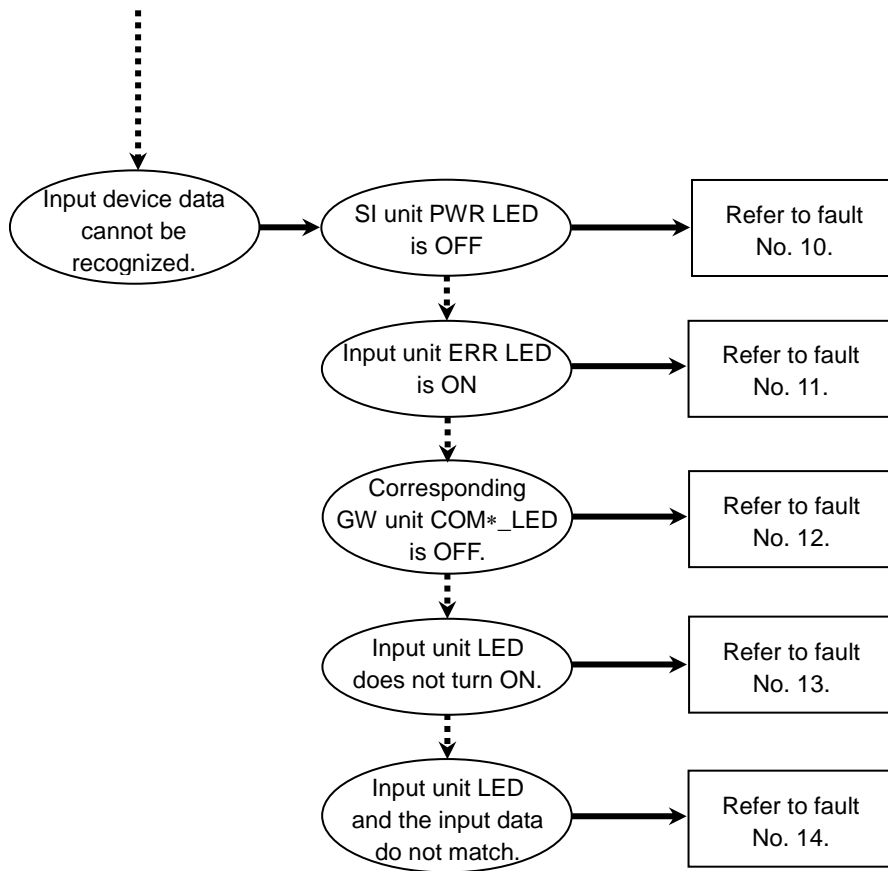 Input device data
cannot be
recognized.
SI unit PWR LED
is OFF
Refer to fault
No. 10.
Input unit ERR LED
is ON
Refer to fault
No. 11.
Corresponding
GW unit COM*_LED
is OFF.
Refer to fault
No. 12.
Input unit LED
does not turn ON.
Refer to fault
No. 13.
Input unit LED
and the input data
do not match.
Refer to fault
No. 14.